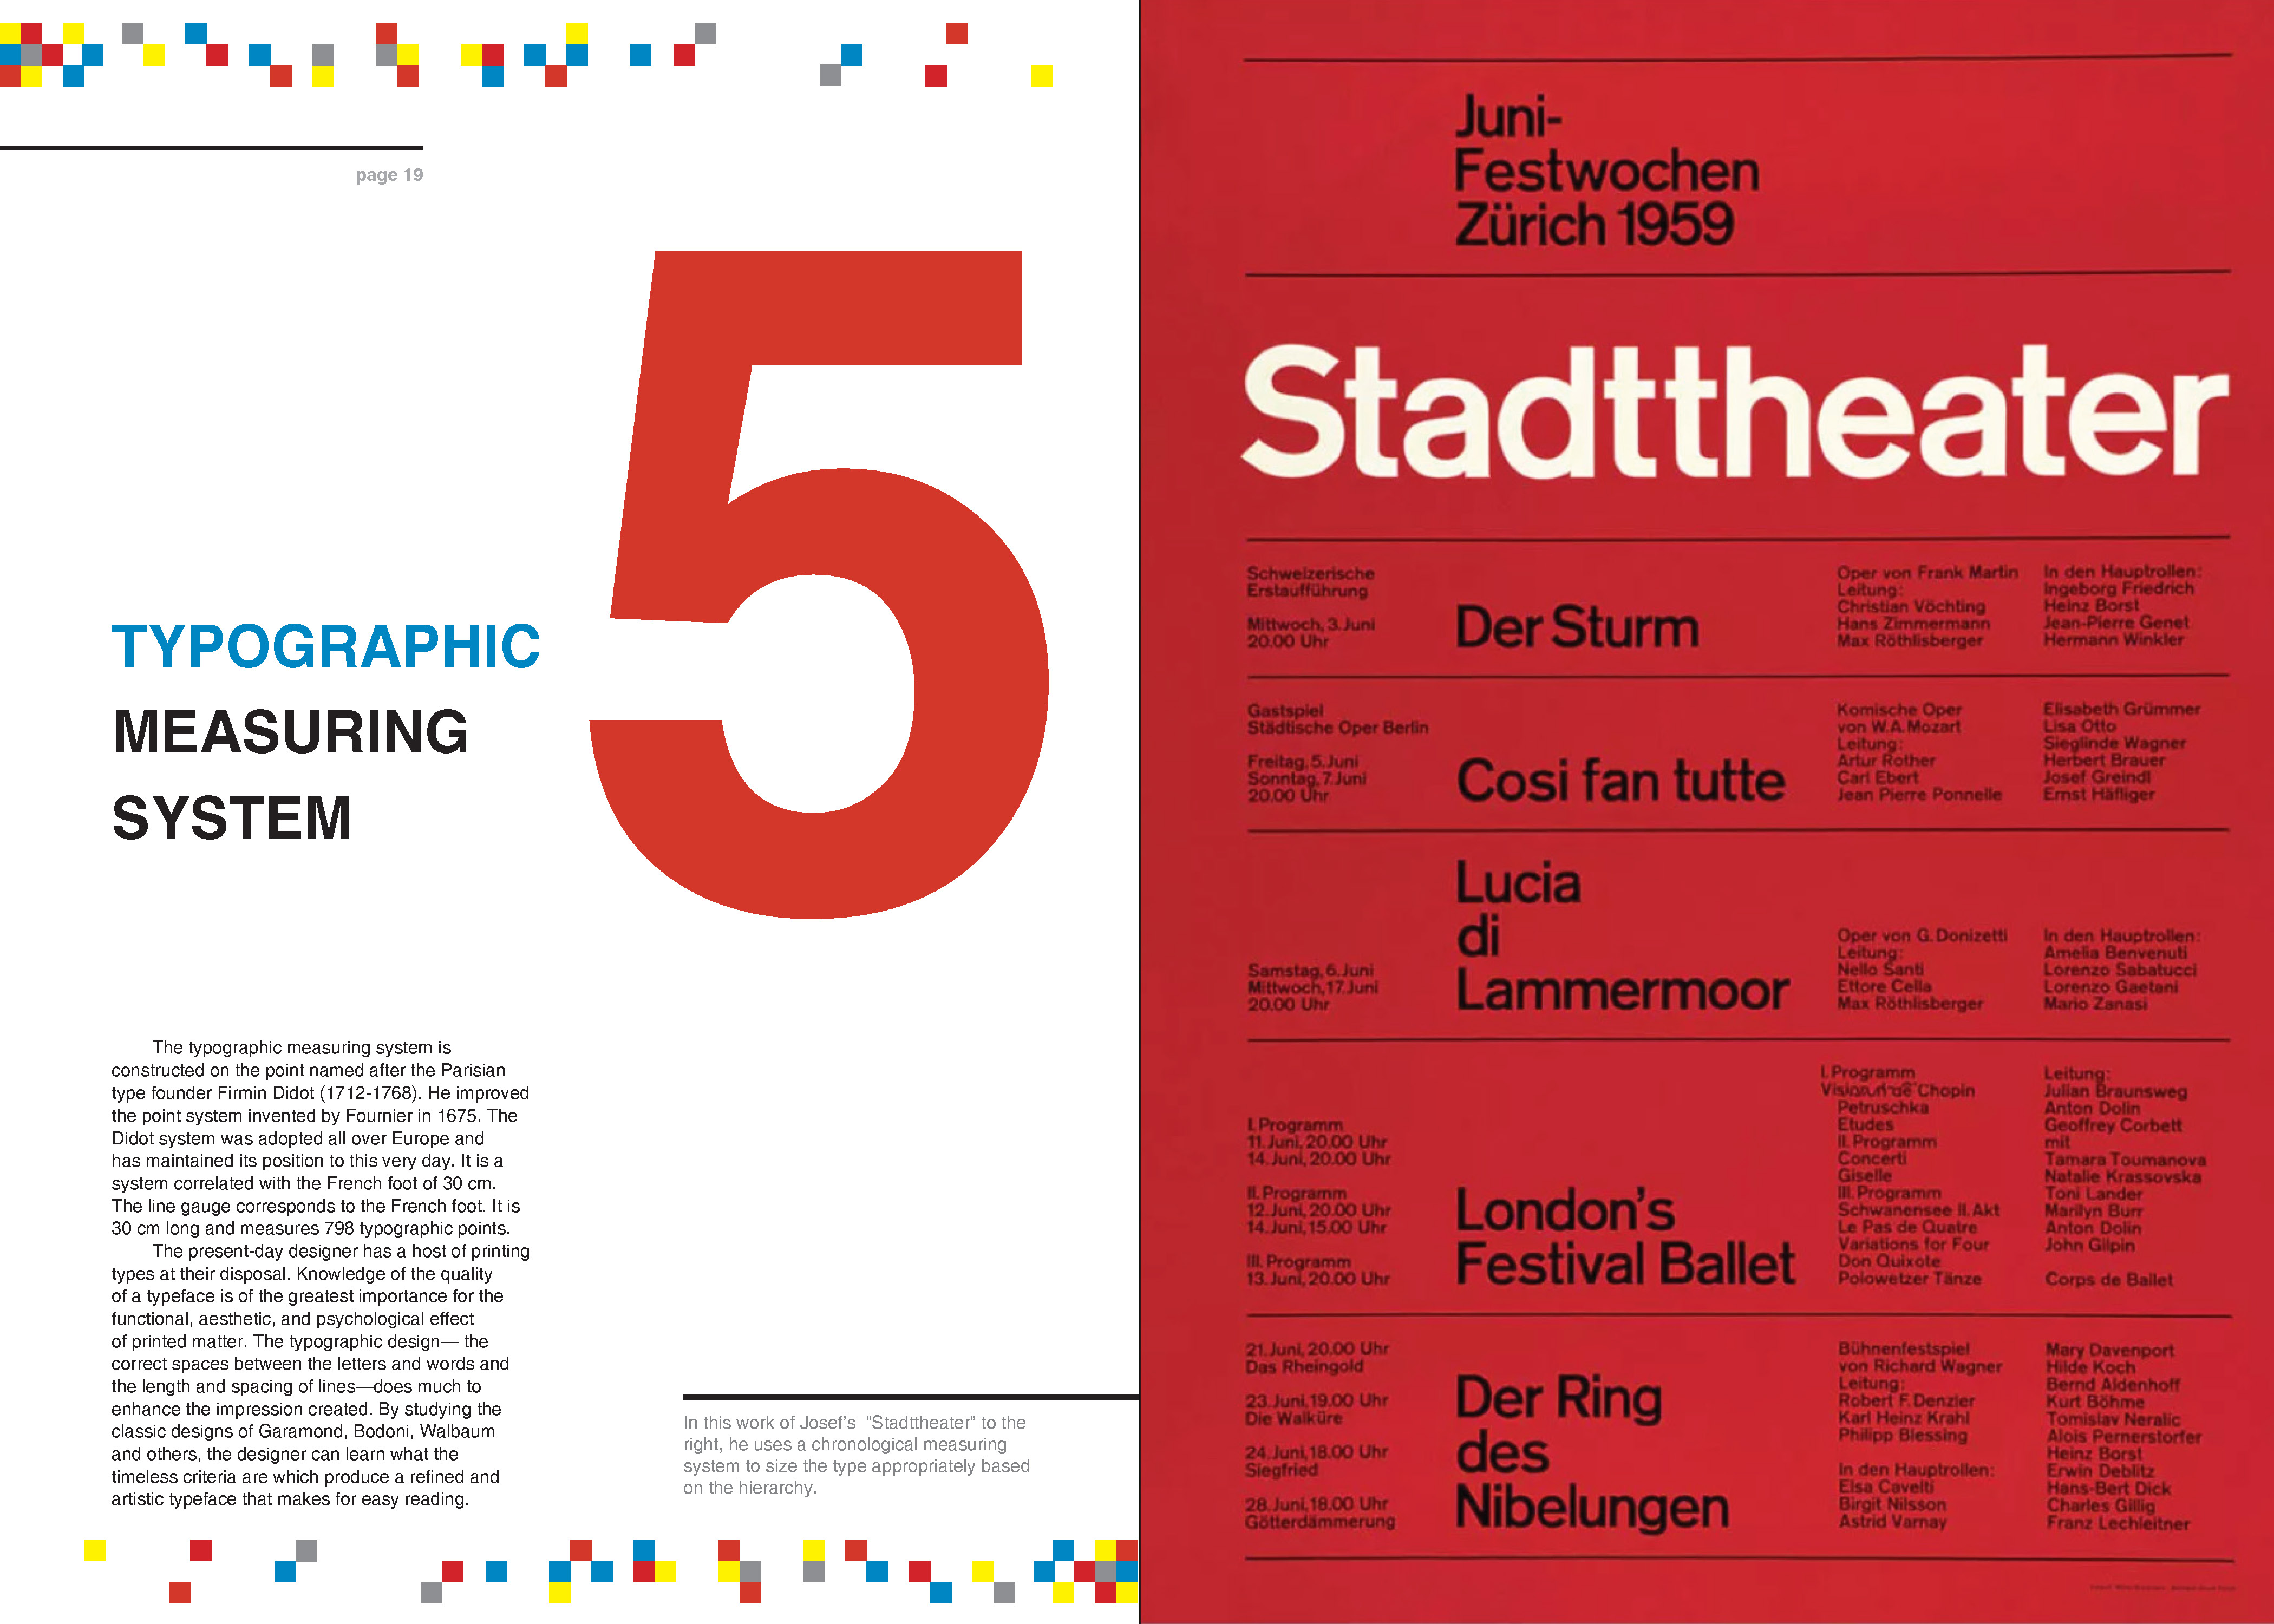 page 19
5
TYPOGRAPHIC
MEASURING
SYSTEM
The typographic measuring system is
constructed on the point named after the Parisian
type founder Firmin Didot (1712-1768). He improved
the point system invented by Fournier in 1675. The
Didot system was adopted all over Europe and
has maintained its position to this very day. It is a
system correlated with the French foot of 30 cm.
The line gauge corresponds to the French foot. It is
30 cm long and measures 798 typographic points.
The present-day designer has a host of printing
types at their disposal. Knowledge of the quality
of a typeface is of the greatest importance for the
functional, aesthetic, and psychological effect
of printed matter. The typographic design— the
correct spaces between the letters and words and
the length and spacing of lines—does much to
enhance the impression created. By studying the
classic designs of Garamond, Bodoni, Walbaum
and others, the designer can learn what the
timeless criteria are which produce a refined and
artistic typeface that makes for easy reading.
In this work of Josef’s “Stadttheater” to the
right, he uses a chronological measuring
system to size the type appropriately based
on the hierarchy.
Juni-
Festwochen
Zürich 1959
Stadttheater
Schweizerische
Erstaufführung
Mittwoch, 3. Juni
20.00 Uhr
Der Sturm
Oper von Frank Martin
Leitung:
Christian Vöchting
Hans Zimmermann
Max Röthlisberger
In den Hauptrollen:
Ingeborg Friedrich
Heinz Borst
Jean-Pierre Genet
Hermann Winkler
Gastspiel
Städtische Oper Berlin
Freitag, 5. Juni
Sonntag, 7. Juni
20.00 Uhr
Cosi fan tutte
Komische Oper
von W. A. Mozart
Leitung:
Artur Rother
Carl Ebert
Jean Pierre Ponnelle
Elisabeth Grümmer
Lisa Otto
Sieglinde Wagner
Herbert Brauer
Josef Greindl
Ernst Häfliger
Samstag, 6. Juni
Mittwoch, 17. Juni
20.00 Uhr
Lucia
di
Lammermoor
Oper von G. Donizetti
Leitung:
Nello Santi
Ettore Cella
Max Röthlisberger
In den Hauptrollen:
Amelia Benvenuti
Lorenzo Sabatucci
Lorenzo Gaetani
Mario Zanasi
I. Programm
11. Juni, 20.00 Uhr
14. Juni, 20.00 Uhr
II. Programm
12. Juni, 20.00 Uhr
14. Juni, 15.00 Uhr
III. Programm
13. Juni, 20.00 Uhr
London’s
Festival Ballet
I. Programm
Chopin
Petruschka
Etudes
II. Programm
Concerti
Giselle
III. Programm
Schwanensee II. Akt
Le Pas de Quatre
Variations for Four
Don Quixote
Polowetzer Tänze
Leitung:
Julian Braunsweg
Anton Dolin
Geoffrey Corbett
mit
Tamara Toumanova
Natalie Krassovska
Toni Lander
Marilyn Burr
Anton Dolin
John Gilpin
Corps de Ballet
21. Juni, 20.00 Uhr
Das Rheingold
23. Juni, 19.00 Uhr
Die Walküre
24. Juni, 18.00 Uhr
Siegfried
28. Juni, 18.00 Uhr
Götterdämmerung
Der Ring
des
Nibelungen
Bühnenfestspiel
von Richard Wagner
Leitung:
Robert F. Denzler
Karl Heinz Krahl
Philipp Blessing
In den Hauptrollen:
Elsa Cavelti
Birgit Nilsson
Astrid Varnay
Mary Davenport
Hilde Koch
Bernd Aldenhoff
Kurt Böhme
Tomislav Neralic
Alois Pernerstorfer
Heinz Borst
Erwin Deblitz
Hans-Bert Dick
Charles Gillig
Franz Lechleitner